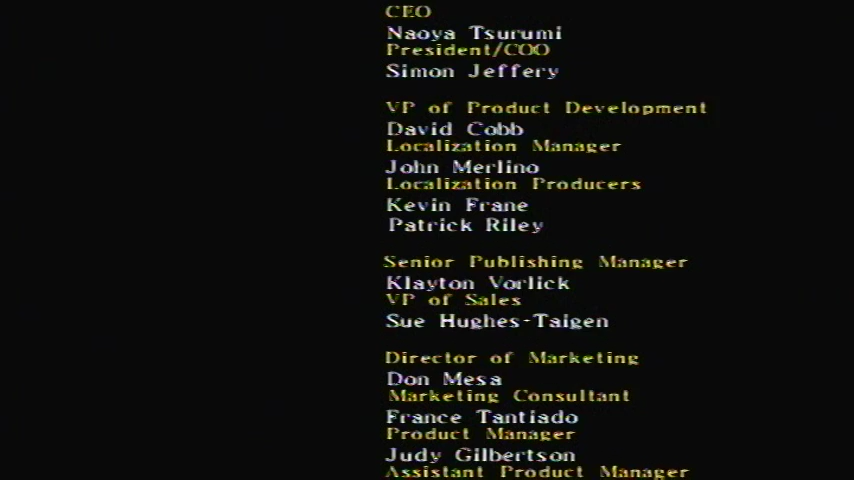 CEO
Naoya Tsurumi
President/COO
Simon Jeffery
VP of Product Development
David Cobb
Localization Manager
John Merlino
Localization Producers
Kevin Frane
Patrick Riley
Senior Publishing Manager
Klayton Vorlick
VP of Sales
Sue Hughes-Taigen
Director of Marketing
Don Mesa
Marketing Consultant
France Tantiado
Product Manager
Judy Gilbertson
Assistant Product Manager